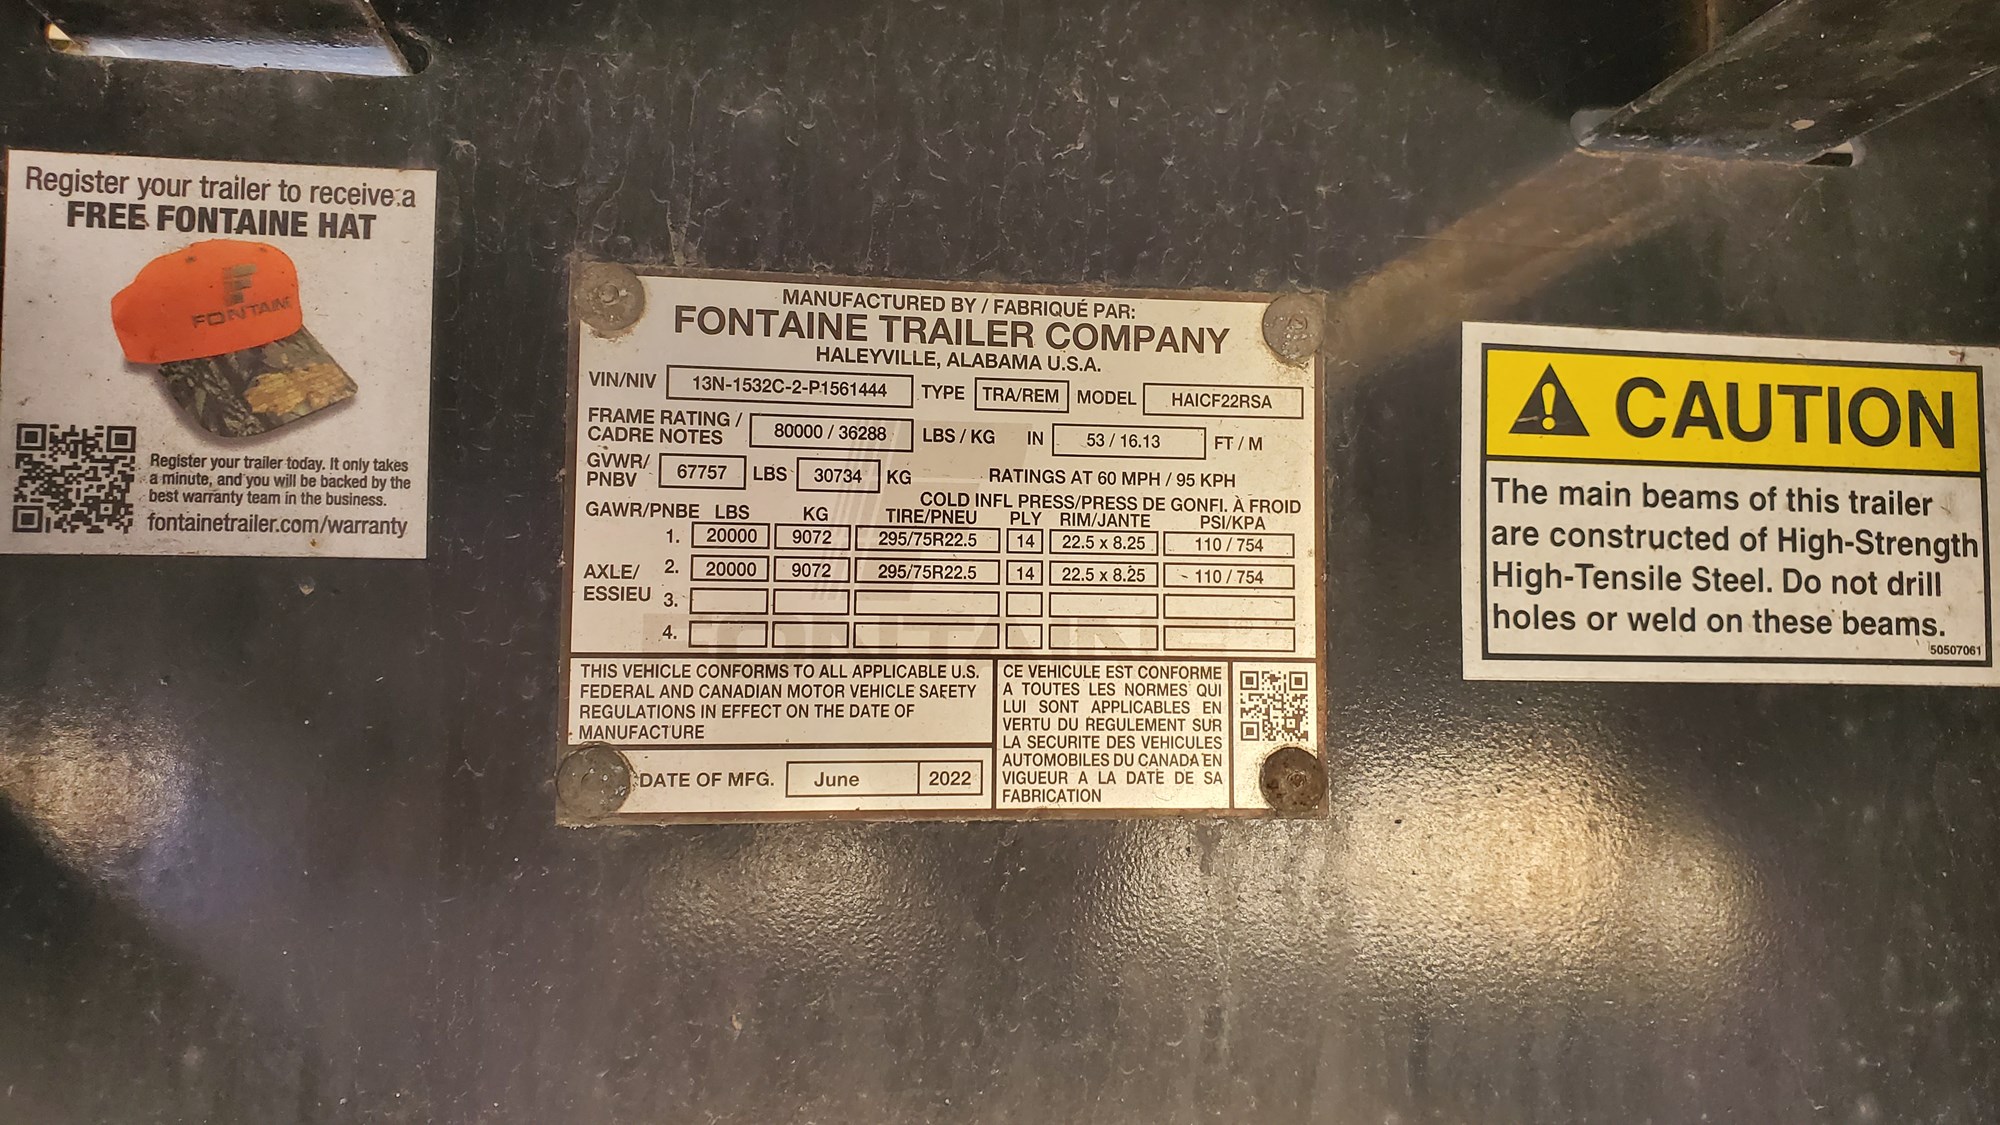 Register your trailer to receive a
FREE FONTAINE HAT
FONTAINE
Register your trailer today. It only takes
a minute, and you will be backed by the
best warranty team in the business.
fontainetrailer.com/warranty
MANUFACTURED BY / FABRIQUÉ PAR:
FONTAINE TRAILER COMPANY
HALEYVILLE, ALABAMA U.S.A.
VIN/NIV 13N-1532C-2-P1561444 TYPE TRA/REM MODEL HAICF22RSA
FRAME RATING /
CADRE NOTES 80000 / 36288 LBS / KG IN 53 / 16.13 FT / M
GVWR/
PNBV 67757 LBS 30734 KG RATINGS AT 60 MPH / 95 KPH
COLD INFL PRESS/PRESS DE GONFI. À FROID
GAWR/PNBE LBS KG TIRE/PNEU PLY RIM/JANTE PSI/KPA
1. 20000 9072 295/75R22.5 14 22.5 x 8.25 110 / 754
AXLE/
ESSIEU
2. 20000 9072 295/75R22.5 14 22.5 x 8.25 110 / 754
3.
4.
FONTAINE
THIS VEHICLE CONFORMS TO ALL APPLICABLE U.S.
FEDERAL AND CANADIAN MOTOR VEHICLE SAFETY
REGULATIONS IN EFFECT ON THE DATE OF
MANUFACTURE
DATE OF MFG. June 2022
CE VEHICULE EST CONFORME
A TOUTES LES NORMES QUI
LUI SONT APPLICABLES EN
VERTU DU REGULEMENT SUR
LA SECURITE DES VEHICULES
AUTOMOBILES DU CANADA EN
VIGUEUR A LA DATE DE SA
FABRICATION
CAUTION
The main beams of this trailer
are constructed of High-Strength
High-Tensile Steel. Do not drill
holes or weld on these beams.
50507061